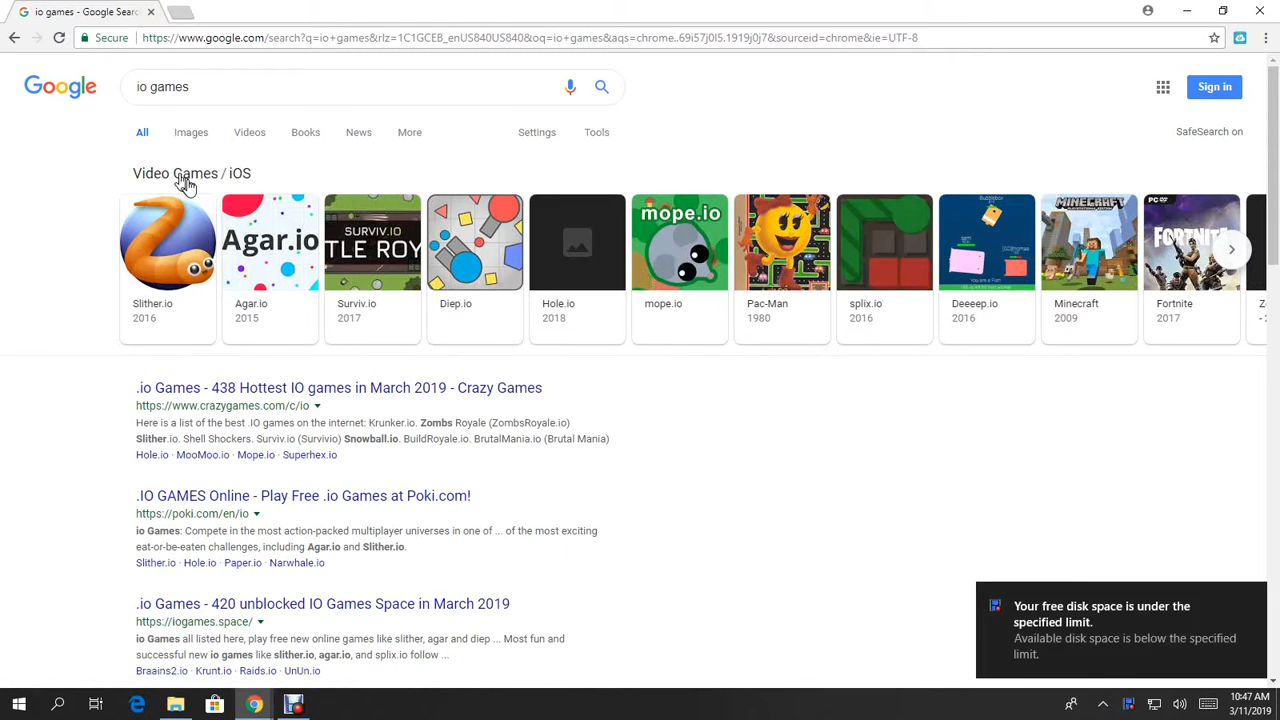 io games - Google Searc
Secure
https://www.google.com/search?q=io+games&rlz=1C1GCEB_enUS840US840&oq=io+games&aqs=chrome..69i57j0l5.1919j0j7&sourceid=chrome&ie=UTF-8
Google
io games
Sign in
All
Images
Videos
Books
News
More
Settings
Tools
SafeSearch on
Video Games / iOS
Agar.io
SURVIV.IO
TLE ROY
mope.io
MINECRAFT
PC DVD
FORTNITE
Slither.io
2016
Agar.io
2015
Surviv.io
2017
Diep.io
Hole.io
2018
mope.io
Pac-Man
1980
splix.io
2016
Deeeep.io
2016
Minecraft
2009
Fortnite
2017
.io Games - 438 Hottest IO games in March 2019 - Crazy Games
https://www.crazygames.com/c/io
Here is a list of the best .IO games on the internet: Krunker.io. Zombs Royale (ZombsRoyale.io)
Slither.io. Shell Shockers. Surviv.io (Survivio) Snowball.io. BuildRoyale.io. BrutalMania.io (Brutal Mania)
Hole.io · MooMoo.io · Mope.io · Superhex.io
.IO GAMES Online - Play Free .io Games at Poki.com!
https://poki.com/en/io
io Games: Compete in the most action-packed multiplayer universes in one of ... of the most exciting
eat-or-be-eaten challenges, including Agar.io and Slither.io.
Slither.io · Hole.io · Paper.io · Narwhale.io
.io Games - 420 unblocked IO Games Space in March 2019
https://iogames.space/
io Games all listed here, play free new online games like slither, agar and diep ... Most fun and
successful new io games like slither.io, agar.io, and splix.io follow ...
Braains2.io · Krunt.io · Raids.io · UnUn.io
Your free disk space is under the
specified limit.
Available disk space is below the specified
limit.
10:47 AM
3/11/2019